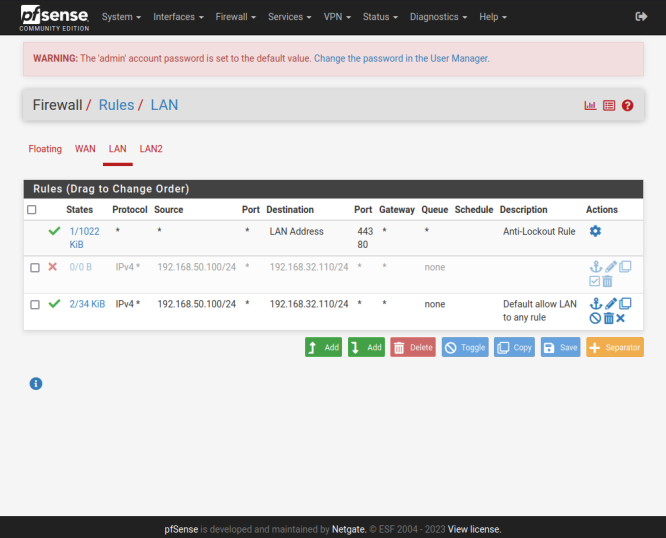 pfsense
COMMUNITY EDITION
System Interfaces Firewall Services VPN Status Diagnostics Help
WARNING: The 'admin' account password is set to the default value. Change the password in the User Manager.
Firewall / Rules / LAN
Floating WAN LAN LAN2
Rules (Drag to Change Order)
States Protocol Source Port Destination Port Gateway Queue Schedule Description Actions
1/1022 KiB * * * LAN Address 443 80 * * Anti-Lockout Rule
0/0 B IPv4 * 192.168.50.100/24 * 192.168.32.110/24 * * none
2/34 KiB IPv4 * 192.168.50.100/24 * 192.168.32.110/24 * * none Default allow LAN to any rule
Add Add Delete Toggle Copy Save Separator
pfSense is developed and maintained by Netgate. © ESF 2004 - 2023 View license.